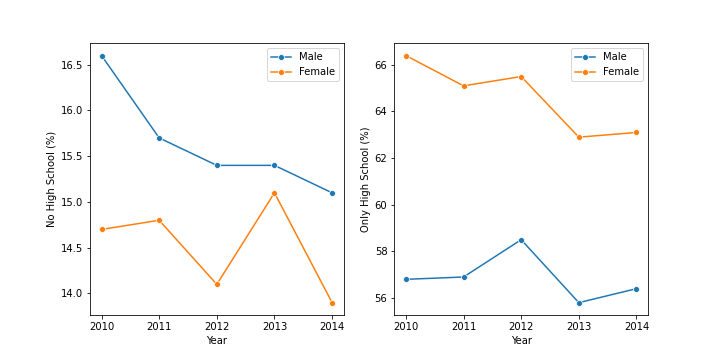 Male
Female
No High School (%)
16.5
16.0
15.5
15.0
14.5
14.0
2010 2011 2012 2013 2014
Year
Male
Female
Only High School (%)
66
64
62
60
58
56
2010 2011 2012 2013 2014
Year